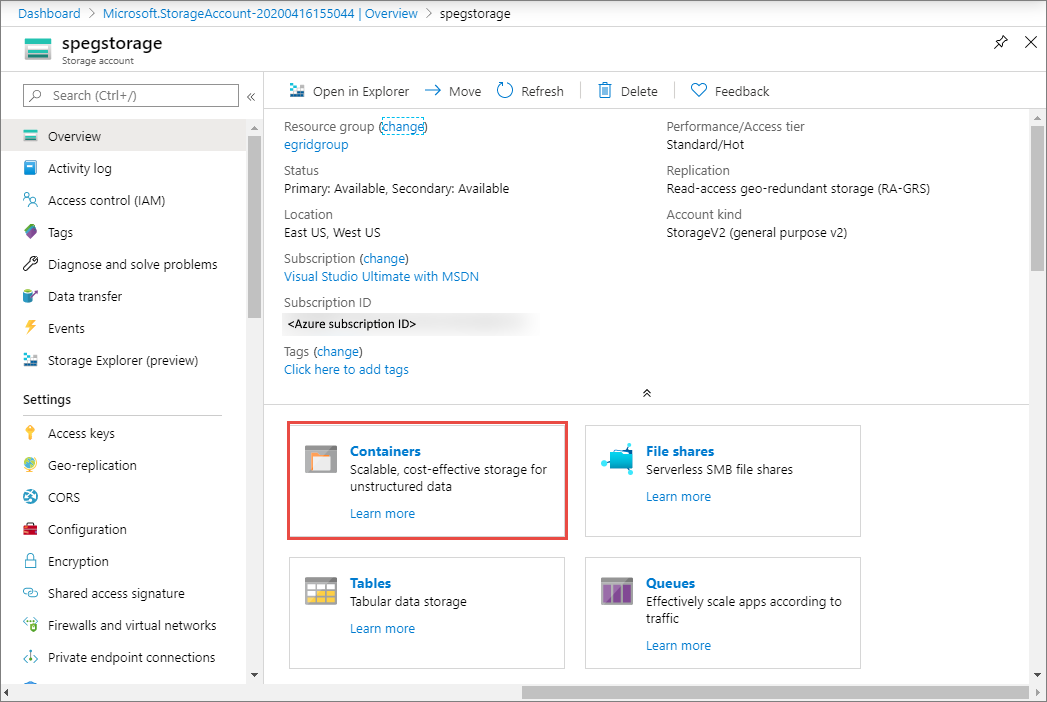 Dashboard > Microsoft.StorageAccount-20200416155044 | Overview > spegstorage
spegstorage
Storage account
Search (Ctrl+/)
«
Overview
Activity log
Access control (IAM)
Tags
Diagnose and solve problems
Data transfer
Events
Storage Explorer (preview)
Settings
Access keys
Geo-replication
CORS
Configuration
Encryption
Shared access signature
Firewalls and virtual networks
Private endpoint connections
Open in Explorer
Move
Refresh
Delete
Feedback
Resource group (change)
egridgroup
Status
Primary: Available, Secondary: Available
Location
East US, West US
Subscription (change)
Visual Studio Ultimate with MSDN
Subscription ID
<Azure subscription ID>
Tags (change)
Click here to add tags
Performance/Access tier
Standard/Hot
Replication
Read-access geo-redundant storage (RA-GRS)
Account kind
StorageV2 (general purpose v2)
Containers
Scalable, cost-effective storage for
unstructured data
Learn more
File shares
Serverless SMB file shares
Learn more
Tables
Tabular data storage
Learn more
Queues
Effectively scale apps according to
traffic
Learn more